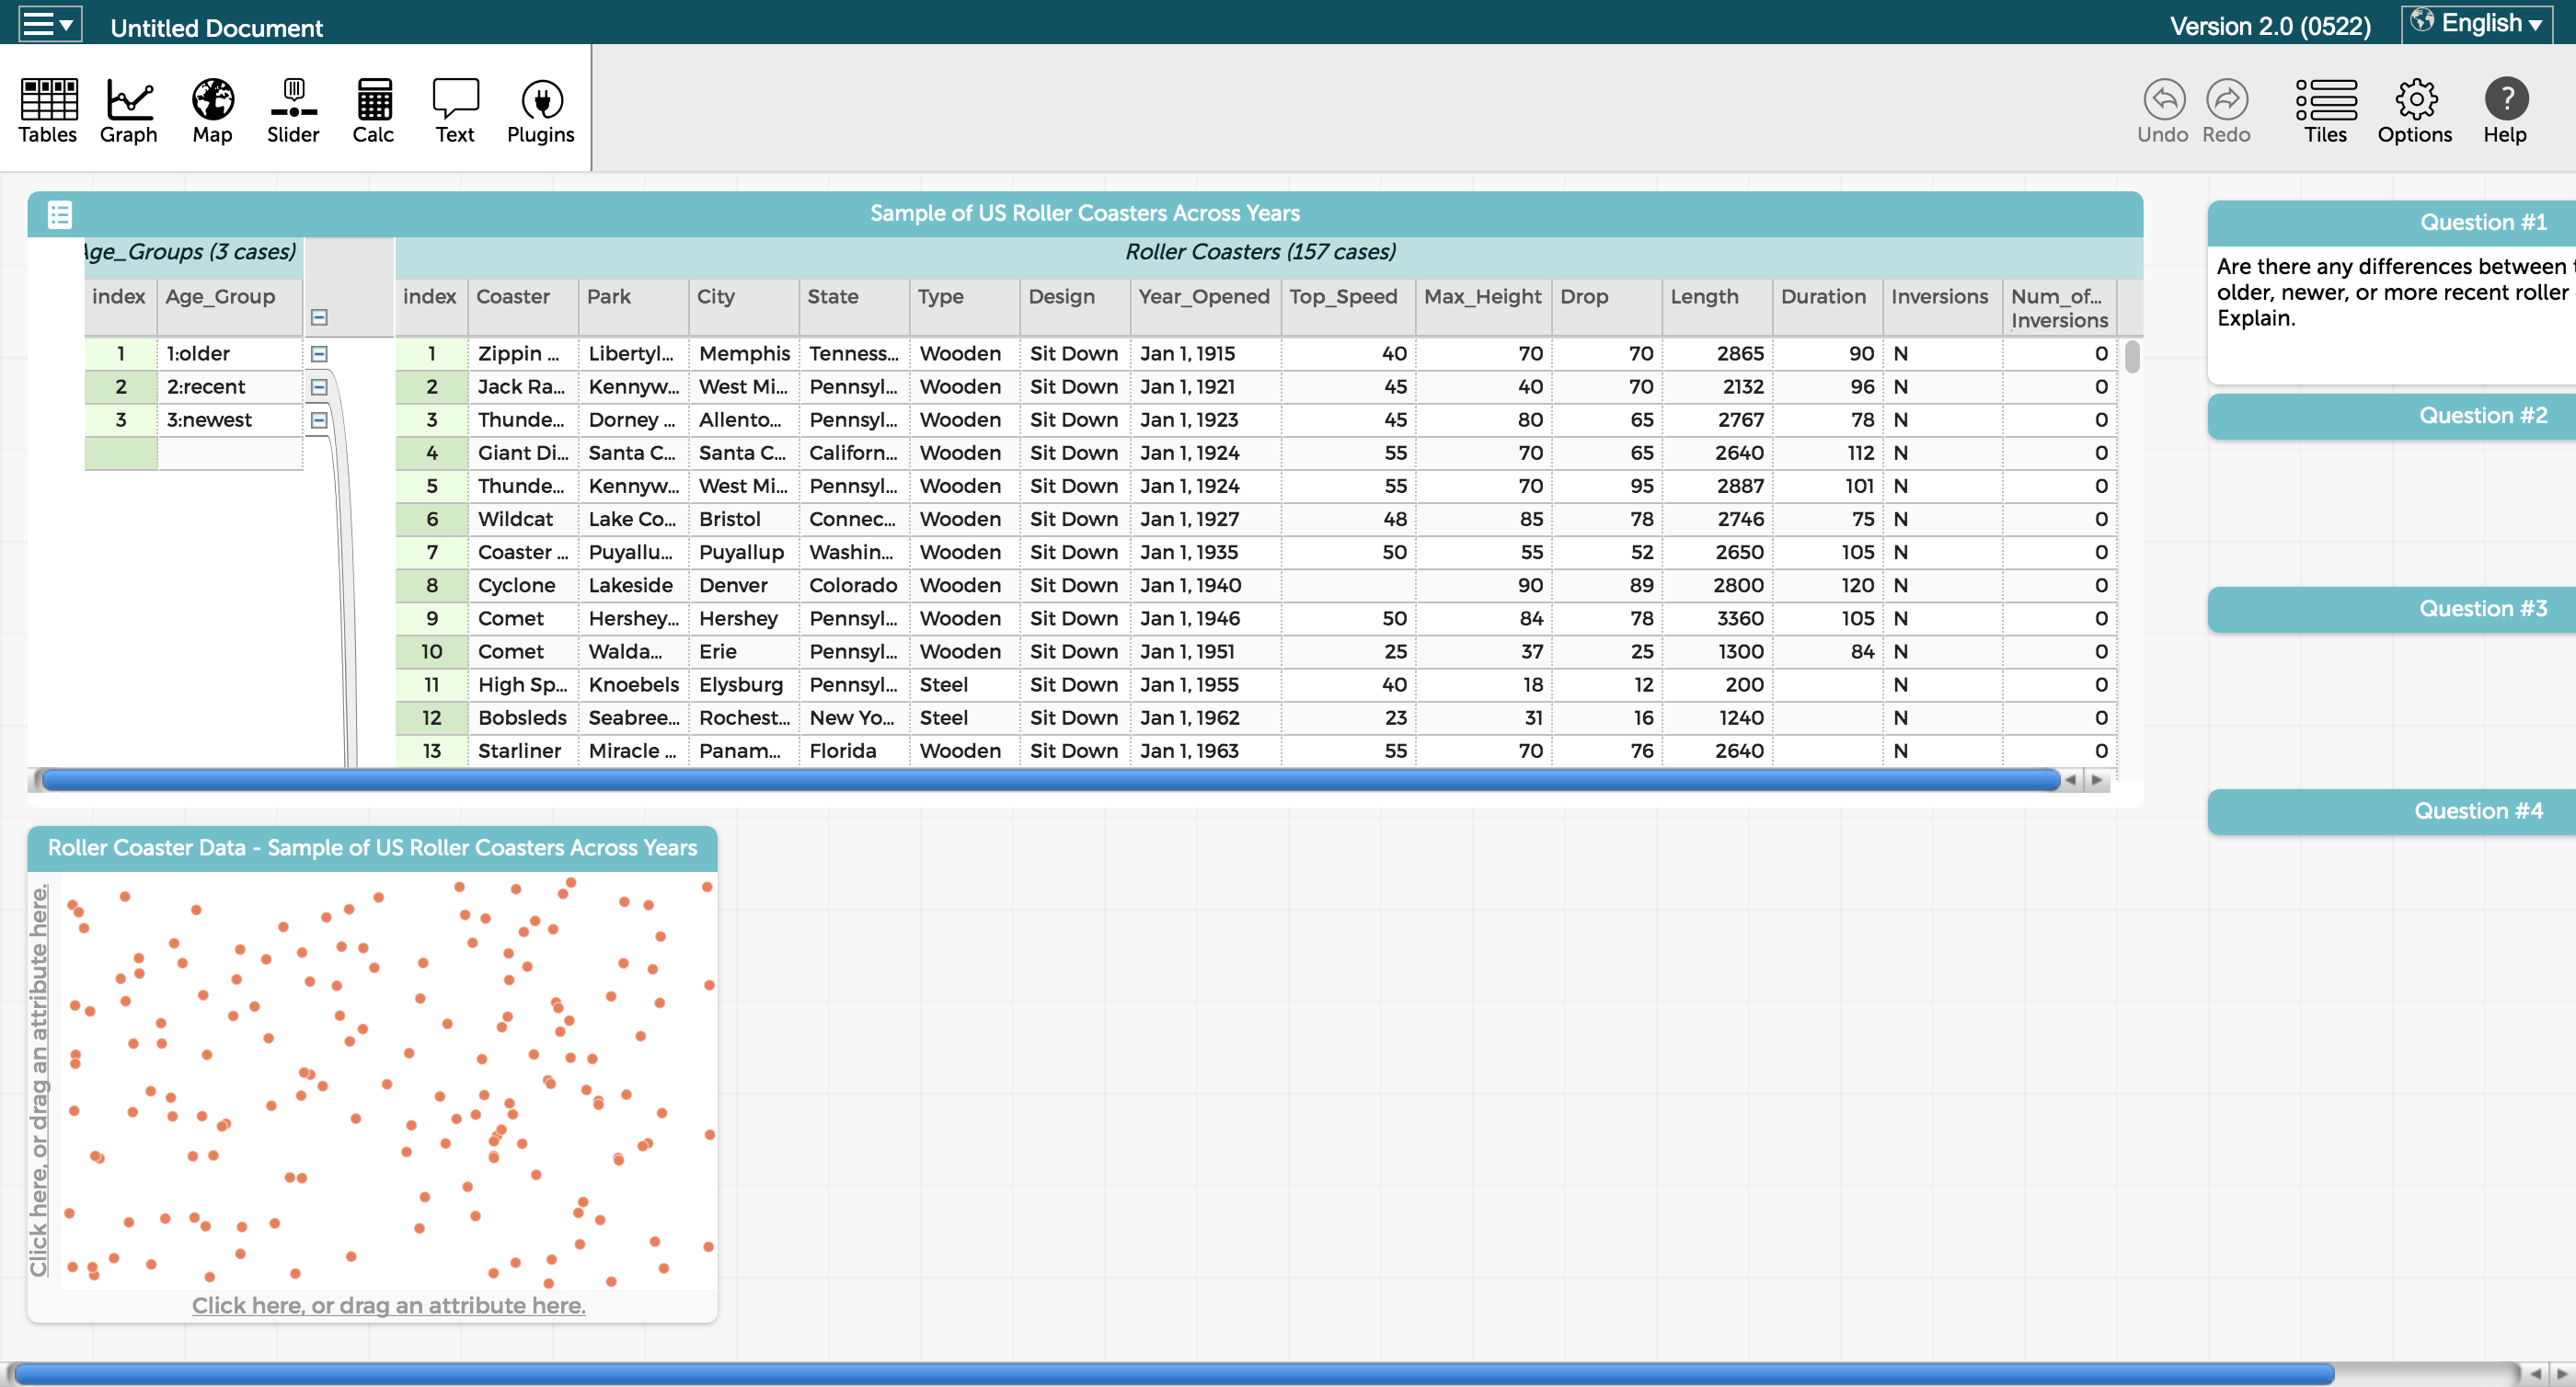 Untitled Document
Version 2.0 (0522)
English
Tables Graph Map Slider Calc Text Plugins
Undo Redo Tiles Options Help
Sample of US Roller Coasters Across Years
Age_Groups (3 cases)
index Age_Group
1 1:older
2 2:recent
3 3:newest
Roller Coasters (157 cases)
index Coaster Park City State Type Design Year_Opened Top_Speed Max_Height Drop Length Duration Inversions Num_of... Inversions
1 Zippin ... Libertyl... Memphis Tenness... Wooden Sit Down Jan 1, 1915 40 70 70 2865 90 N 0
2 Jack Ra... Kennyw... West Mi... Pennsyl... Wooden Sit Down Jan 1, 1921 45 40 70 2132 96 N 0
3 Thunde... Dorney ... Allento... Pennsyl... Wooden Sit Down Jan 1, 1923 45 80 65 2767 78 N 0
4 Giant Di... Santa C... Santa C... Californ... Wooden Sit Down Jan 1, 1924 55 70 65 2640 112 N 0
5 Thunde... Kennyw... West Mi... Pennsyl... Wooden Sit Down Jan 1, 1924 55 70 95 2887 101 N 0
6 Wildcat Lake Co... Bristol Connec... Wooden Sit Down Jan 1, 1927 48 85 78 2746 75 N 0
7 Coaster ... Puyallu... Puyallup Washin... Wooden Sit Down Jan 1, 1935 50 55 52 2650 105 N 0
8 Cyclone Lakeside Denver Colorado Wooden Sit Down Jan 1, 1940 90 89 2800 120 N 0
9 Comet Hershey... Hershey Pennsyl... Wooden Sit Down Jan 1, 1946 50 84 78 3360 105 N 0
10 Comet Walda... Erie Pennsyl... Wooden Sit Down Jan 1, 1951 25 37 25 1300 84 N 0
11 High Sp... Knoebels Elysburg Pennsyl... Steel Sit Down Jan 1, 1955 40 18 12 200 N 0
12 Bobsleds Seabree... Rochest... New Yo... Steel Sit Down Jan 1, 1962 23 31 16 1240 N 0
13 Starliner Miracle ... Panam... Florida Wooden Sit Down Jan 1, 1963 55 70 76 2640 N 0
Question #1
Are there any differences between
older, newer, or more recent roller
Explain.
Question #2
Question #3
Question #4
Roller Coaster Data - Sample of US Roller Coasters Across Years
Click here, or drag an attribute here.
Click here, or drag an attribute here.